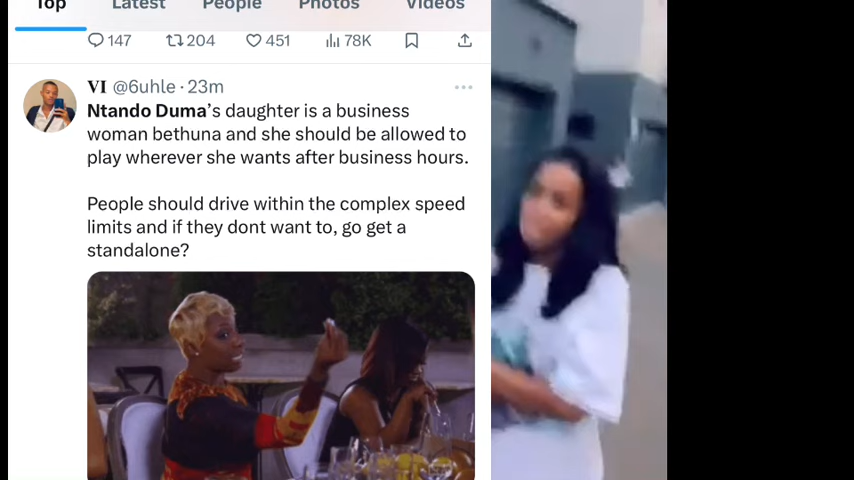 Top Latest People Photos Videos
147 204 451 78K
VI @6uhle · 23m
Ntando Duma's daughter is a business
woman bethuna and she should be allowed to
play wherever she wants after business hours.
People should drive within the complex speed
limits and if they dont want to, go get a
standalone?